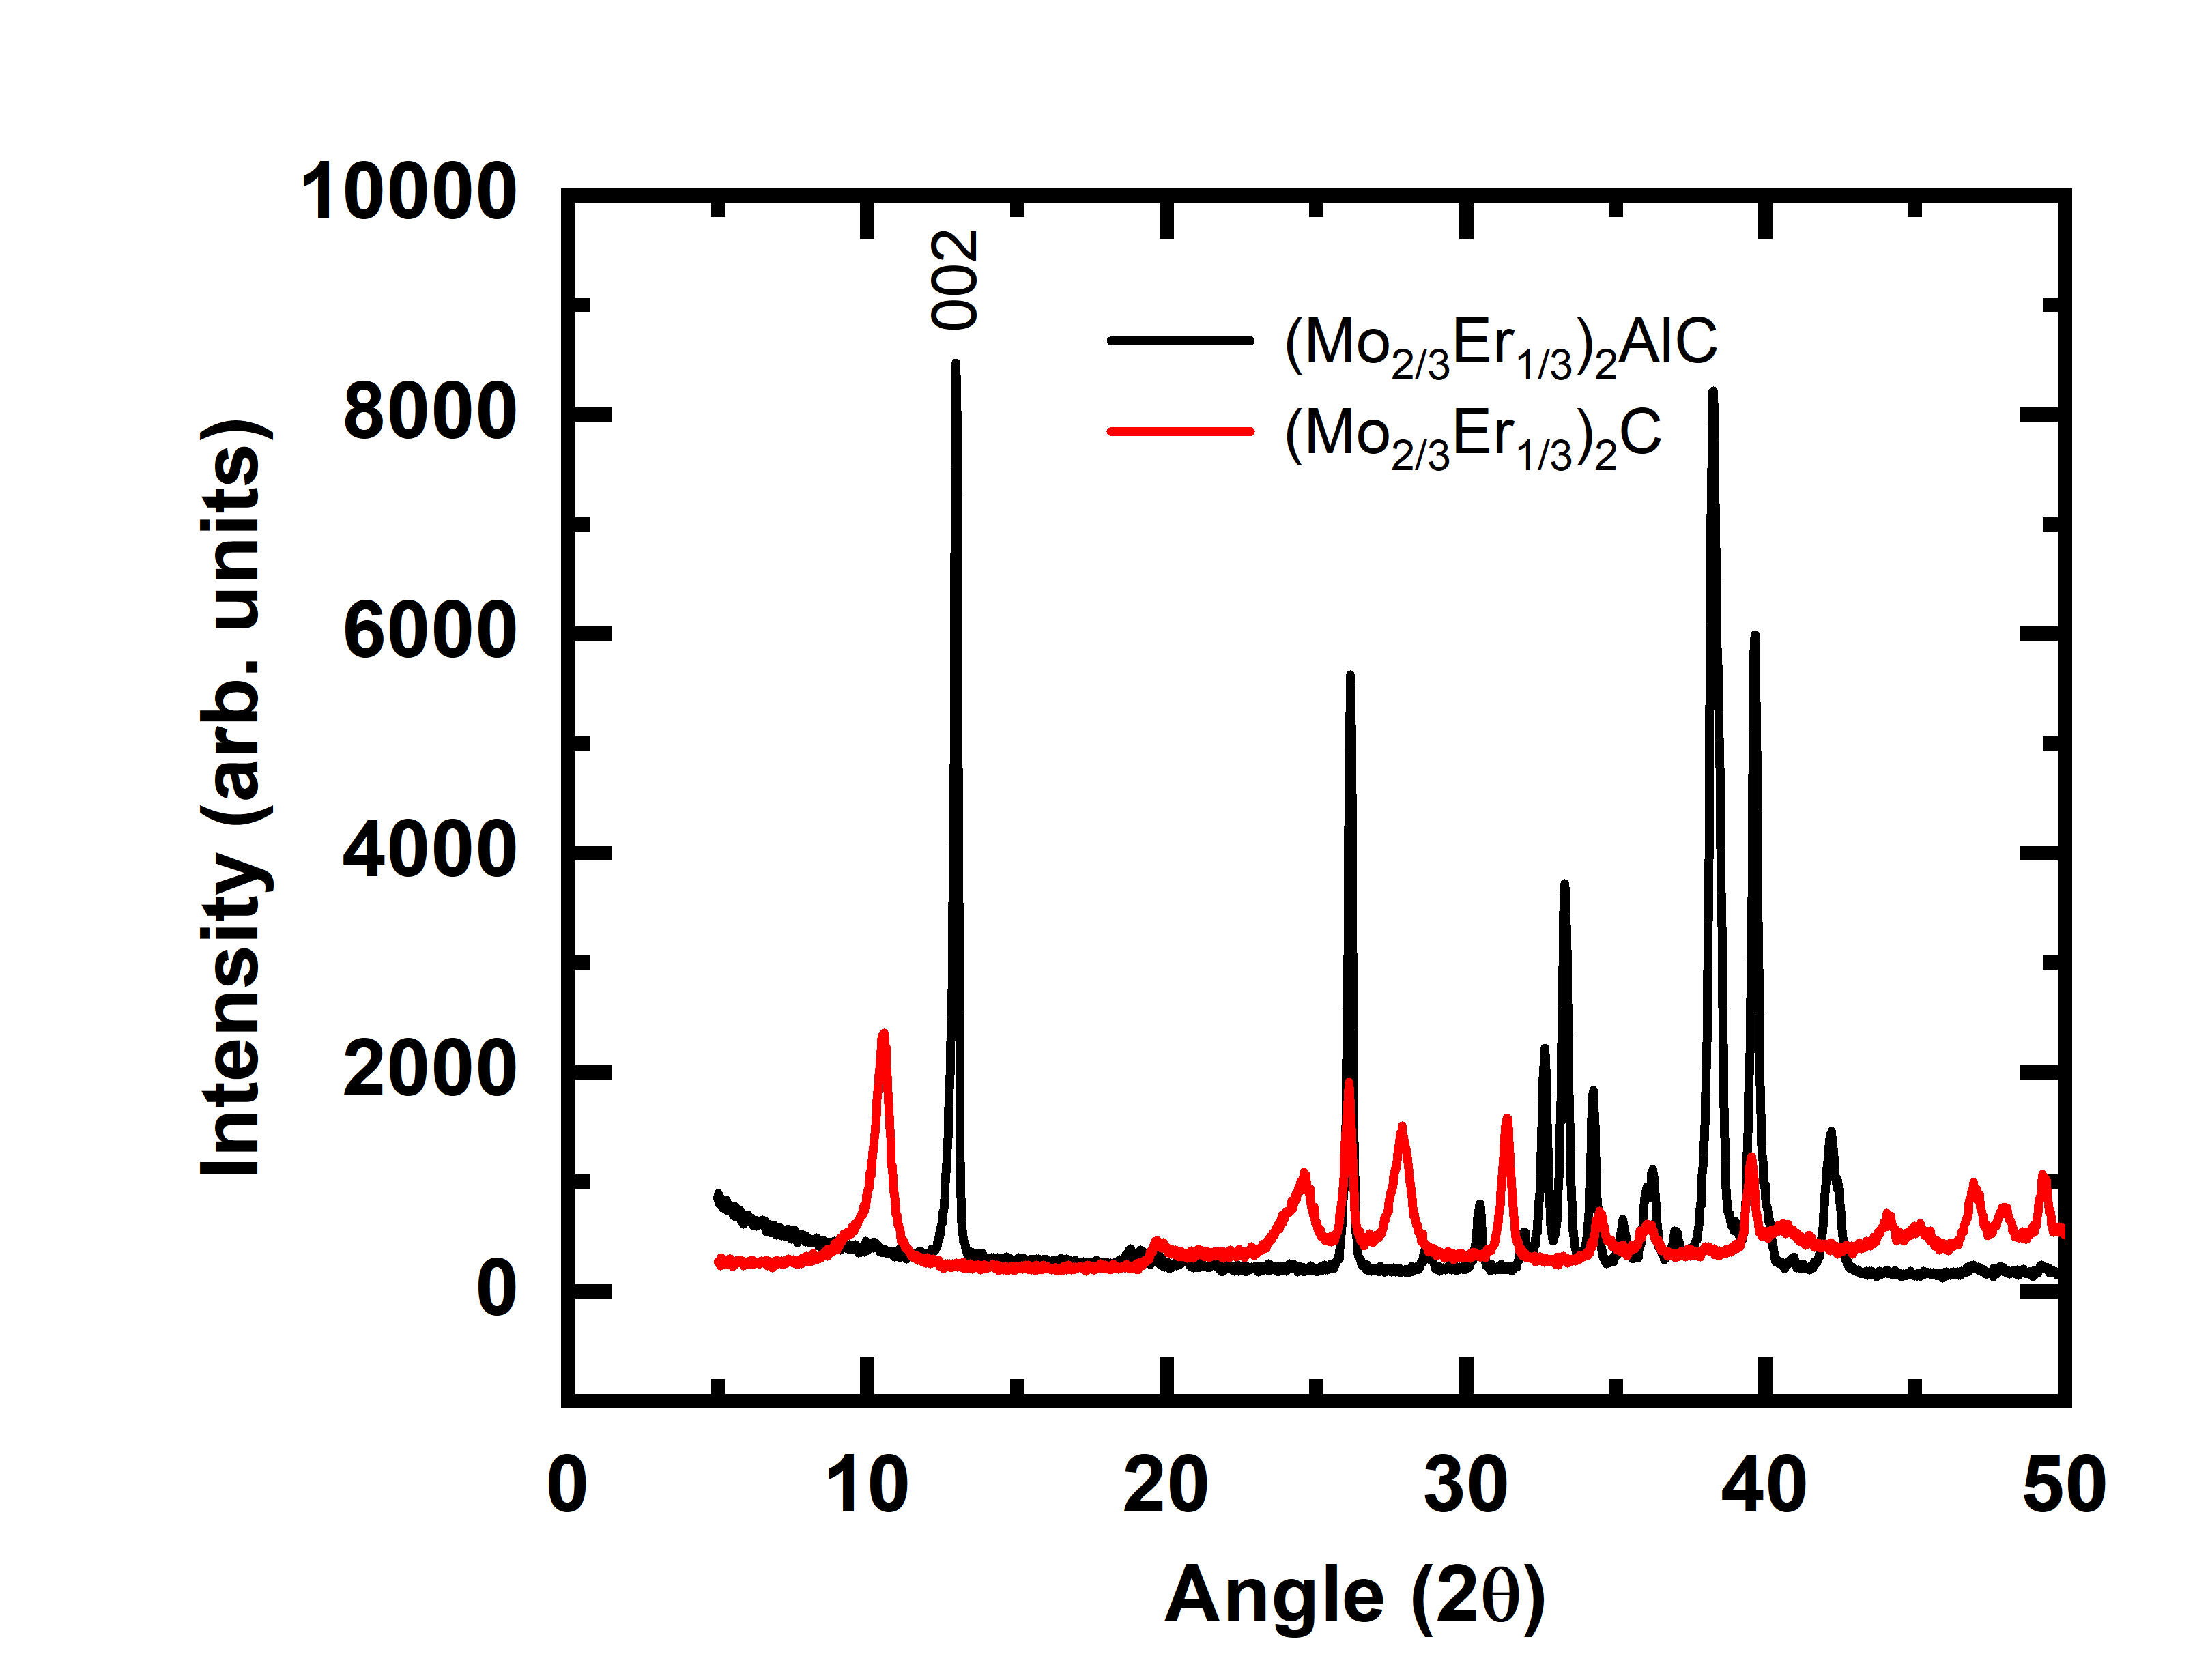 10000
8000
6000
4000
2000
0
Intensity (arb. units)
002
(Mo2/3Er1/3)2AlC
(Mo2/3Er1/3)2C
0 10 20 30 40 50
Angle (2θ)